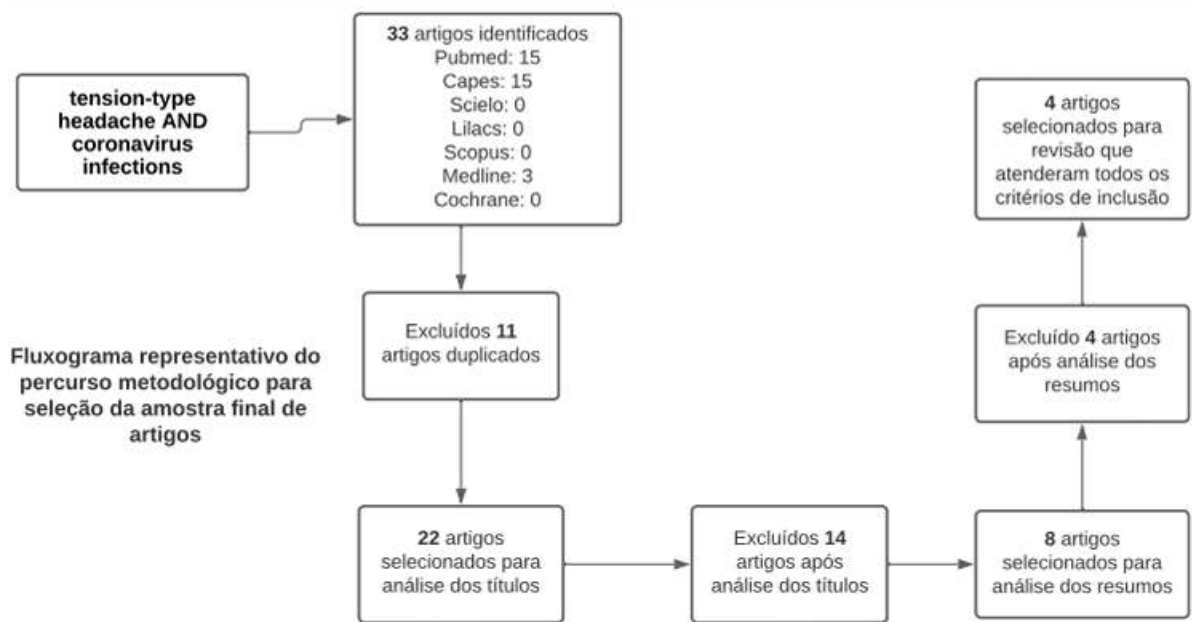 tension-type
headache AND
coronavirus
infections
33 artigos identificados
Pubmed: 15
Capes: 15
Scielo: 0
Lilacs: 0
Scopus: 0
Medline: 3
Cochrane: 0
Excluídos 11
artigos duplicados
22 artigos
selecionados para
análise dos títulos
Excluídos 14
artigos após
análise dos títulos
8 artigos
selecionados para
análise dos resumos
Excluído 4 artigos
após análise dos
resumos
4 artigos
selecionados para
revisão que
atenderam todos os
critérios de inclusão
Fluxograma representativo do
percurso metodológico para
seleção da amostra final de
artigos